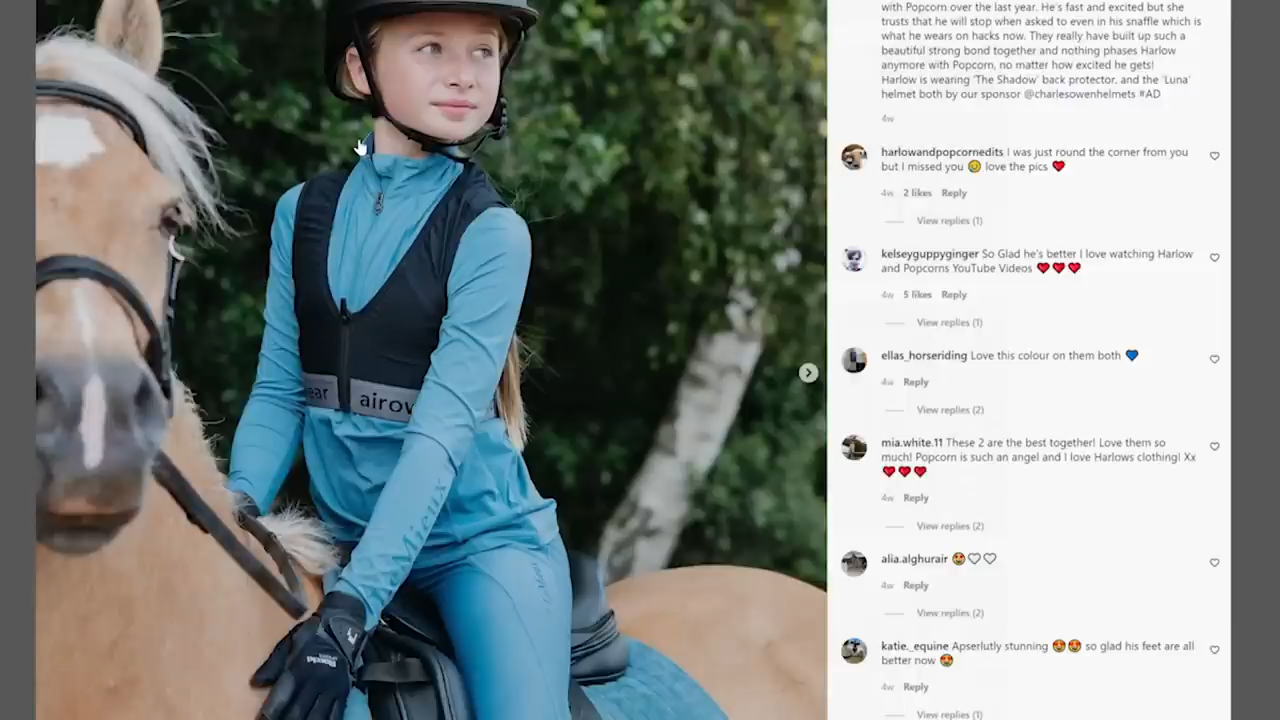 with Popcorn over the last year. He's fast and excited but she
trusts that he will stop when asked to even in his snaffle which is
what he wears on hacks now. They really have built up such a
beautiful strong bond together and nothing phases Harlow
anymore with Popcorn, no matter how excited he gets!
Harlow is wearing 'The Shadow' back protector. and the 'Luna'
helmet both by our sponsor @charlesowenhelmets #AD
4w
harlowandpopcornedits I was just round the corner from you
but I missed you 🥲 love the pics ❤️
4w 2 likes Reply
View replies (1)
kelseyguppyginger So Glad he's better I love watching Harlow
and Popcorns YouTube Videos ❤️❤️❤️
4w 5 likes Reply
View replies (1)
ellas_horseriding Love this colour on them both 💙
4w Reply
View replies (2)
mia.white.11 These 2 are the best together! Love them so
much! Popcorn is such an angel and I love Harlows clothing! Xx
❤️❤️❤️
4w Reply
View replies (2)
alia.alghurair 😍🤍🤍
4w Reply
View replies (2)
katie._equine Apserlutly stunning 😍😍 so glad his feet are all
better now 😍
4w Reply
View replies (1)
ear airow
Mieux